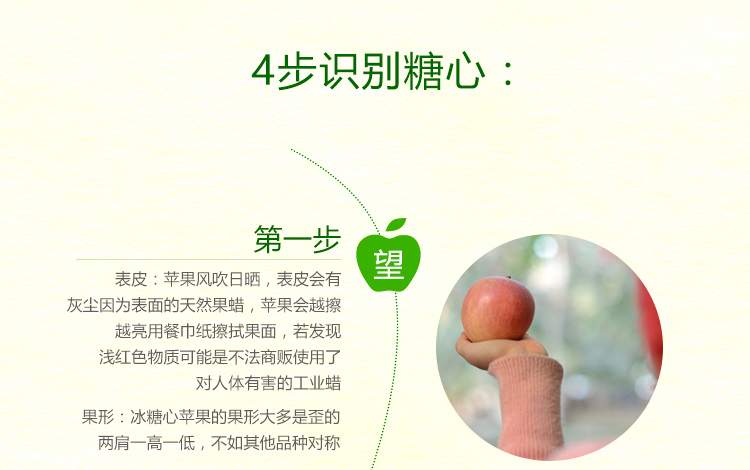 4步识别糖心：
第一步
望
表皮：苹果风吹日晒，表皮会有
灰尘因为表面的天然果蜡，苹果会越擦
越亮用餐巾纸擦拭果面，若发现
浅红色物质可能是不法商贩使用了
对人体有害的工业蜡
果形：冰糖心苹果的果形大多是歪的
两肩一高一低，不如其他品种对称